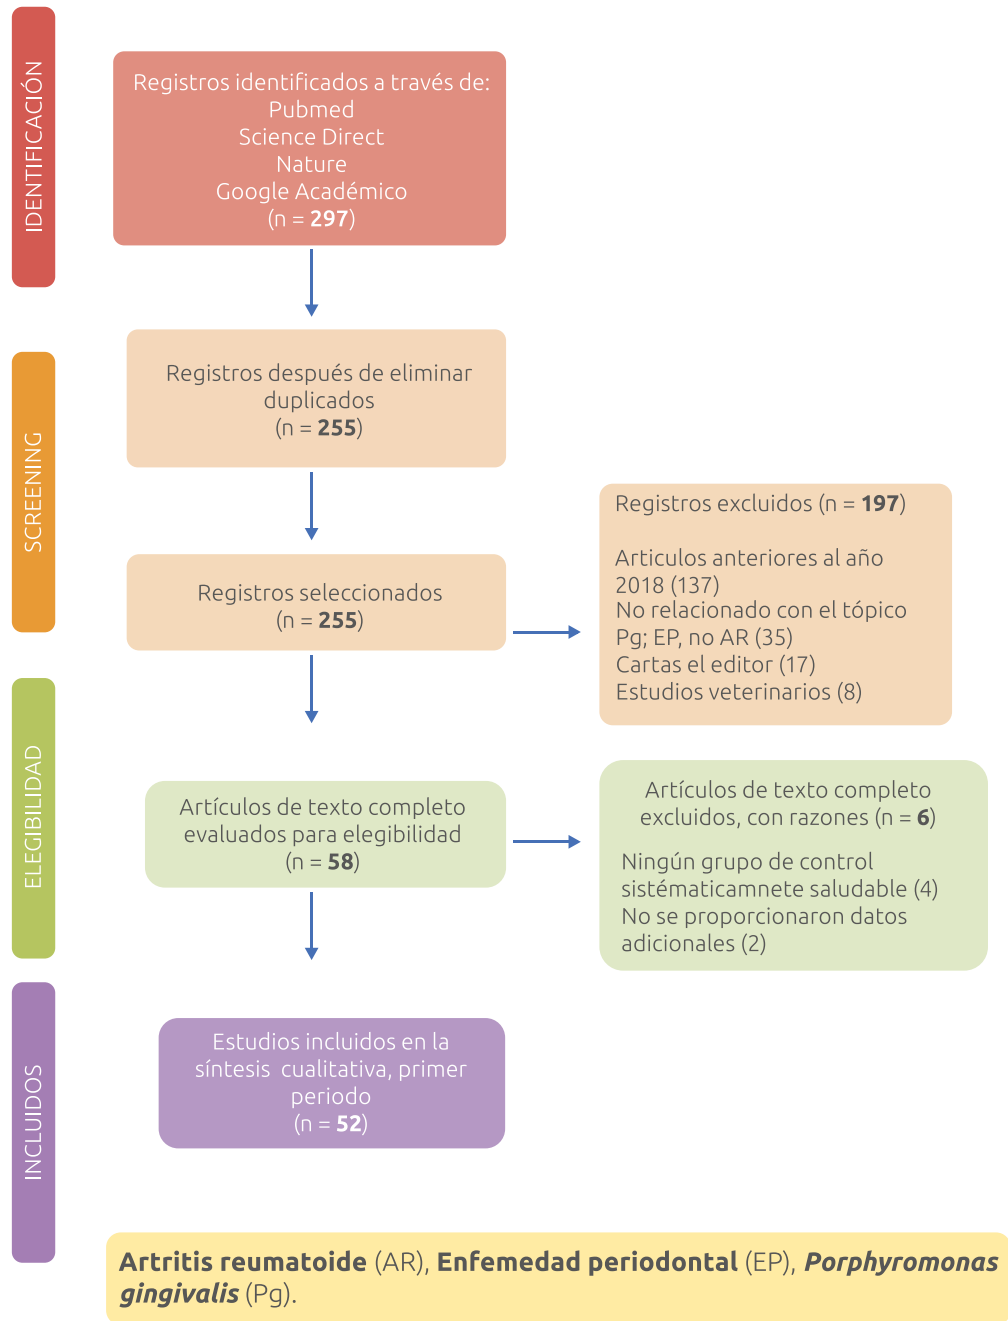 IDENTIFICACIÓN
Registros identificados a través de:
Pubmed
Science Direct
Nature
Google Académico
(n = 297)
SCREENING
Registros después de eliminar
duplicados
(n = 255)
Registros seleccionados
(n = 255)
Registros excluidos (n = 197)
Articulos anteriores al año
2018 (137)
No relacionado con el tópico
Pg; EP, no AR (35)
Cartas el editor (17)
Estudios veterinarios (8)
ELEGIBILIDAD
Artículos de texto completo
evaluados para elegibilidad
(n = 58)
Artículos de texto completo
excluidos, con razones (n = 6)
Ningún grupo de control
sistématicamnete saludable (4)
No se proporcionaron datos
adicionales (2)
INCLUIDOS
Estudios incluidos en la
síntesis cualitativa, primer
periodo
(n = 52)
Artritis reumatoide (AR), Enfemedad periodontal (EP), Porphyromonas
gingivalis (Pg).